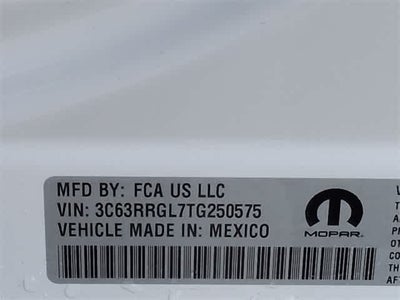 MFD BY: FCA US LLC
VIN: 3C63RRGL7TG250575
VEHICLE MADE IN: MEXICO
MOPAR